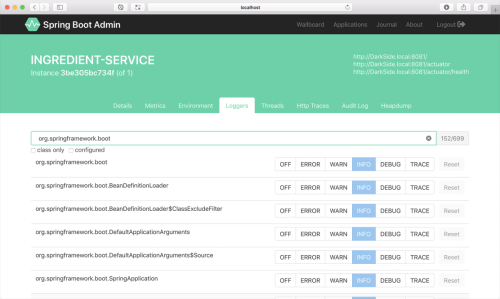 localhost
Spring Boot Admin
Wallboard Applications Journal About Logout
INGREDIENT-SERVICE
Instance 3be305bc734f (of 1)
http://DarkSide.local:8081/
http://DarkSide.local:8081/actuator
http://DarkSide.local:8081/actuator/health
Details Metrics Environment Loggers Threads Http Traces Audit Log Heapdump
org.springframework.boot 152/699
class only configured
org.springframework.boot OFF ERROR WARN INFO DEBUG TRACE Reset
org.springframework.boot.BeanDefinitionLoader OFF ERROR WARN INFO DEBUG TRACE Reset
org.springframework.boot.BeanDefinitionLoader$ClassExcludeFilter OFF ERROR WARN INFO DEBUG TRACE Reset
org.springframework.boot.DefaultApplicationArguments OFF ERROR WARN INFO DEBUG TRACE Reset
org.springframework.boot.DefaultApplicationArguments$Source OFF ERROR WARN INFO DEBUG TRACE Reset
org.springframework.boot.SpringApplication OFF ERROR WARN INFO DEBUG TRACE Reset